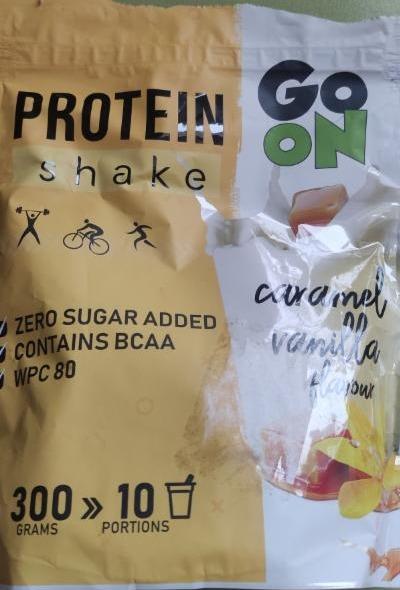 PROTEIN
shake
GO
ON
caramel
vanilla
flavour
ZERO SUGAR ADDED
CONTAINS BCAA
WPC 80
300 » 10
GRAMS PORTIONS